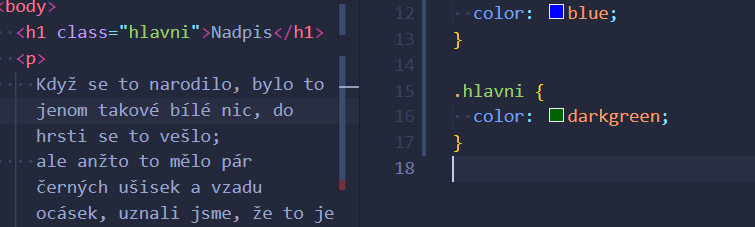 <body>
<h1 class="hlavni">Nadpis</h1>
<p>
Když se to narodilo, bylo to
jenom takové bílé nic, do
hrsti se to vešlo;
ale anžto to mělo pár
černých ušisek a vzadu
ocásek, uznali jsme, že to je
12 color: blue;
13 }
14
15 .hlavni {
16 color: darkgreen;
17 }
18